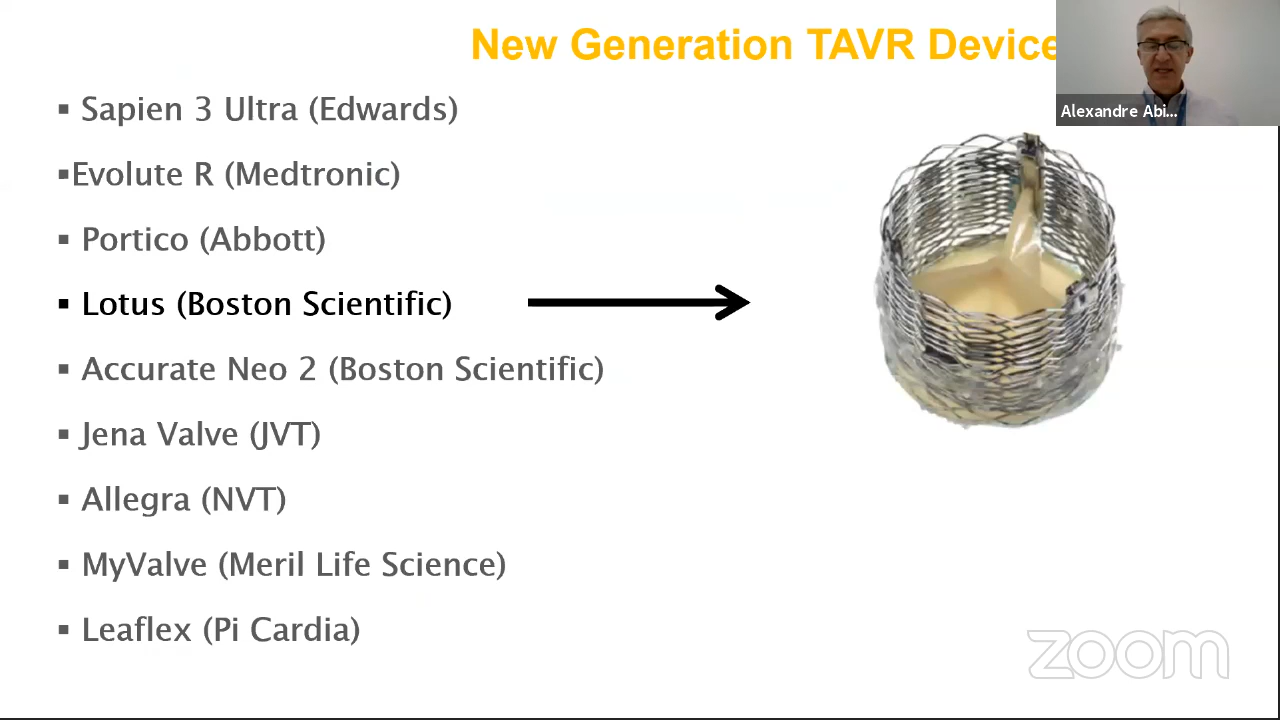 New Generation TAVR Device
Alexandre Abi...
▪ Sapien 3 Ultra (Edwards)
▪Evolute R (Medtronic)
▪ Portico (Abbott)
▪ Lotus (Boston Scientific)
▪ Accurate Neo 2 (Boston Scientific)
▪ Jena Valve (JVT)
▪ Allegra (NVT)
▪ MyValve (Meril Life Science)
▪ Leaflex (Pi Cardia)
zoom